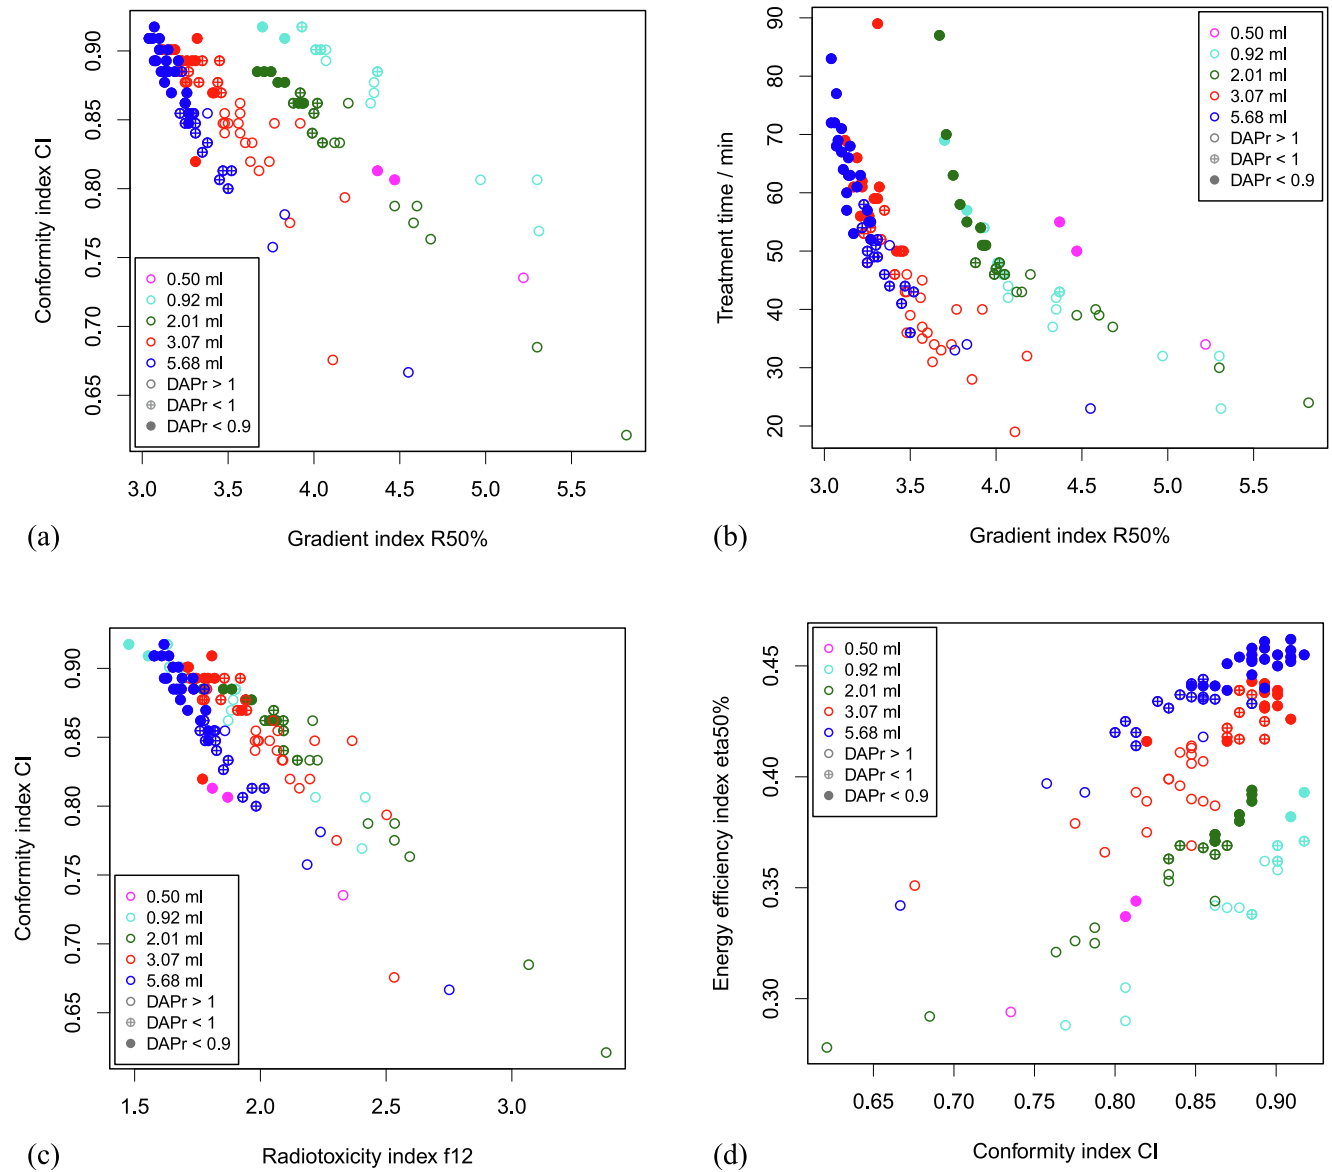 0.65 0.70 0.75 0.80 0.85 0.90
Conformity index CI
0.50 ml
0.92 ml
2.01 ml
3.07 ml
5.68 ml
DAPr > 1
DAPr < 1
DAPr < 0.9
3.0 3.5 4.0 4.5 5.0 5.5
Gradient index R50%
(a)
20 30 40 50 60 70 80 90
Treatment time / min
0.50 ml
0.92 ml
2.01 ml
3.07 ml
5.68 ml
DAPr > 1
DAPr < 1
DAPr < 0.9
3.0 3.5 4.0 4.5 5.0 5.5
Gradient index R50%
(b)
0.65 0.70 0.75 0.80 0.85 0.90
Conformity index CI
0.50 ml
0.92 ml
2.01 ml
3.07 ml
5.68 ml
DAPr > 1
DAPr < 1
DAPr < 0.9
1.5 2.0 2.5 3.0
Radiotoxicity index f12
(c)
0.30 0.35 0.40 0.45
Energy efficiency index eta50%
0.50 ml
0.92 ml
2.01 ml
3.07 ml
5.68 ml
DAPr > 1
DAPr < 1
DAPr < 0.9
0.65 0.70 0.75 0.80 0.85 0.90
Conformity index CI
(d)